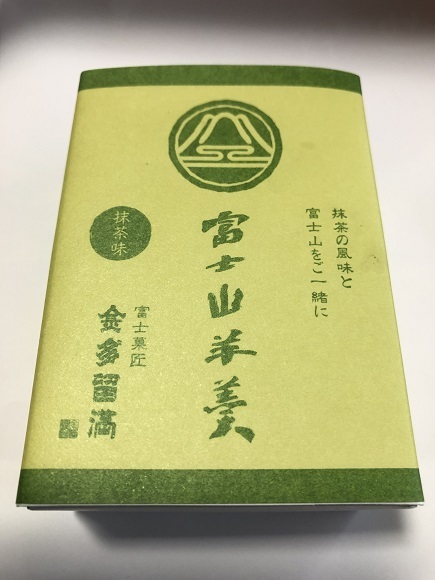 抹茶の風味と
富士山をご一緒に
富士山羊羹
抹茶味
富士菓匠
金多留満